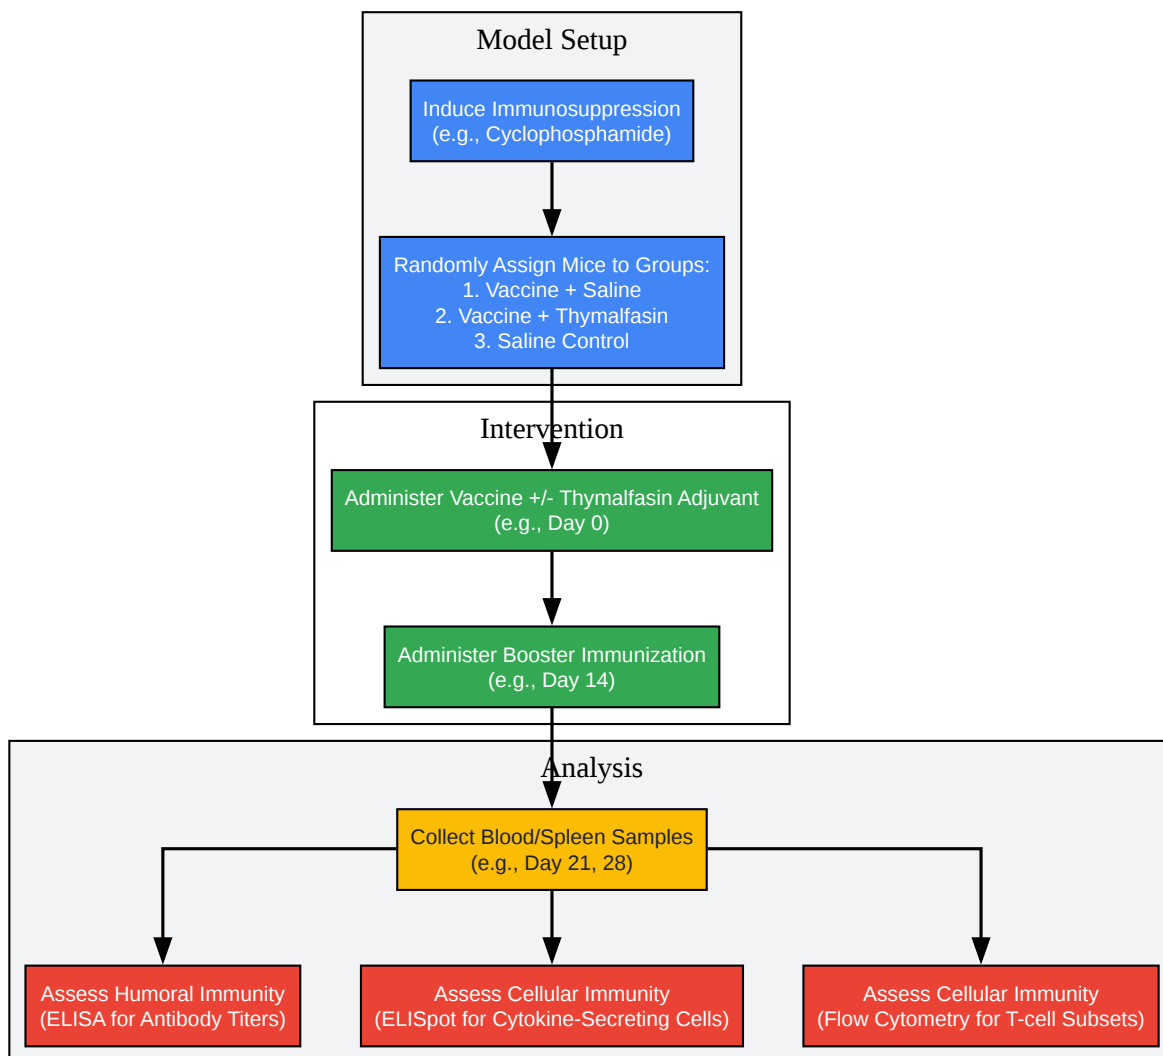 Model Setup
Induce Immunosuppression
(e.g., Cyclophosphamide)
Randomly Assign Mice to Groups:
1. Vaccine + Saline
2. Vaccine + Thymalfasin
3. Saline Control
Intervention
Administer Vaccine +/- Thymalfasin Adjuvant
(e.g., Day 0)
Administer Booster Immunization
(e.g., Day 14)
Analysis
Collect Blood/Spleen Samples
(e.g., Day 21, 28)
Assess Humoral Immunity
(ELISA for Antibody Titers)
Assess Cellular Immunity
(ELISpot for Cytokine-Secreting Cells)
Assess Cellular Immunity
(Flow Cytometry for T-cell Subsets)